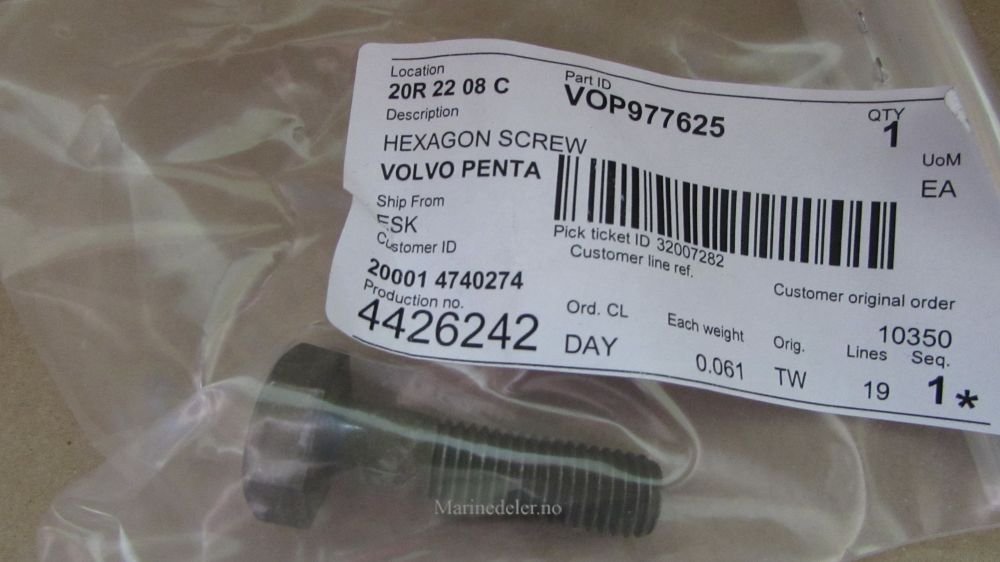 Location
20R 22 08 C
Part ID
VOP977625
QTY
1
Description
HEXAGON SCREW
VOLVO PENTA
UoM
EA
Ship From
ESK
Pick ticket ID 32007282
Customer line ref.
Customer ID
20001 4740274
Customer original order
10350
Production no.
4426242
Ord. CL
DAY
Each weight
0.061
Orig.
TW
Lines
19
Seq.
1*
Marinedeler.no